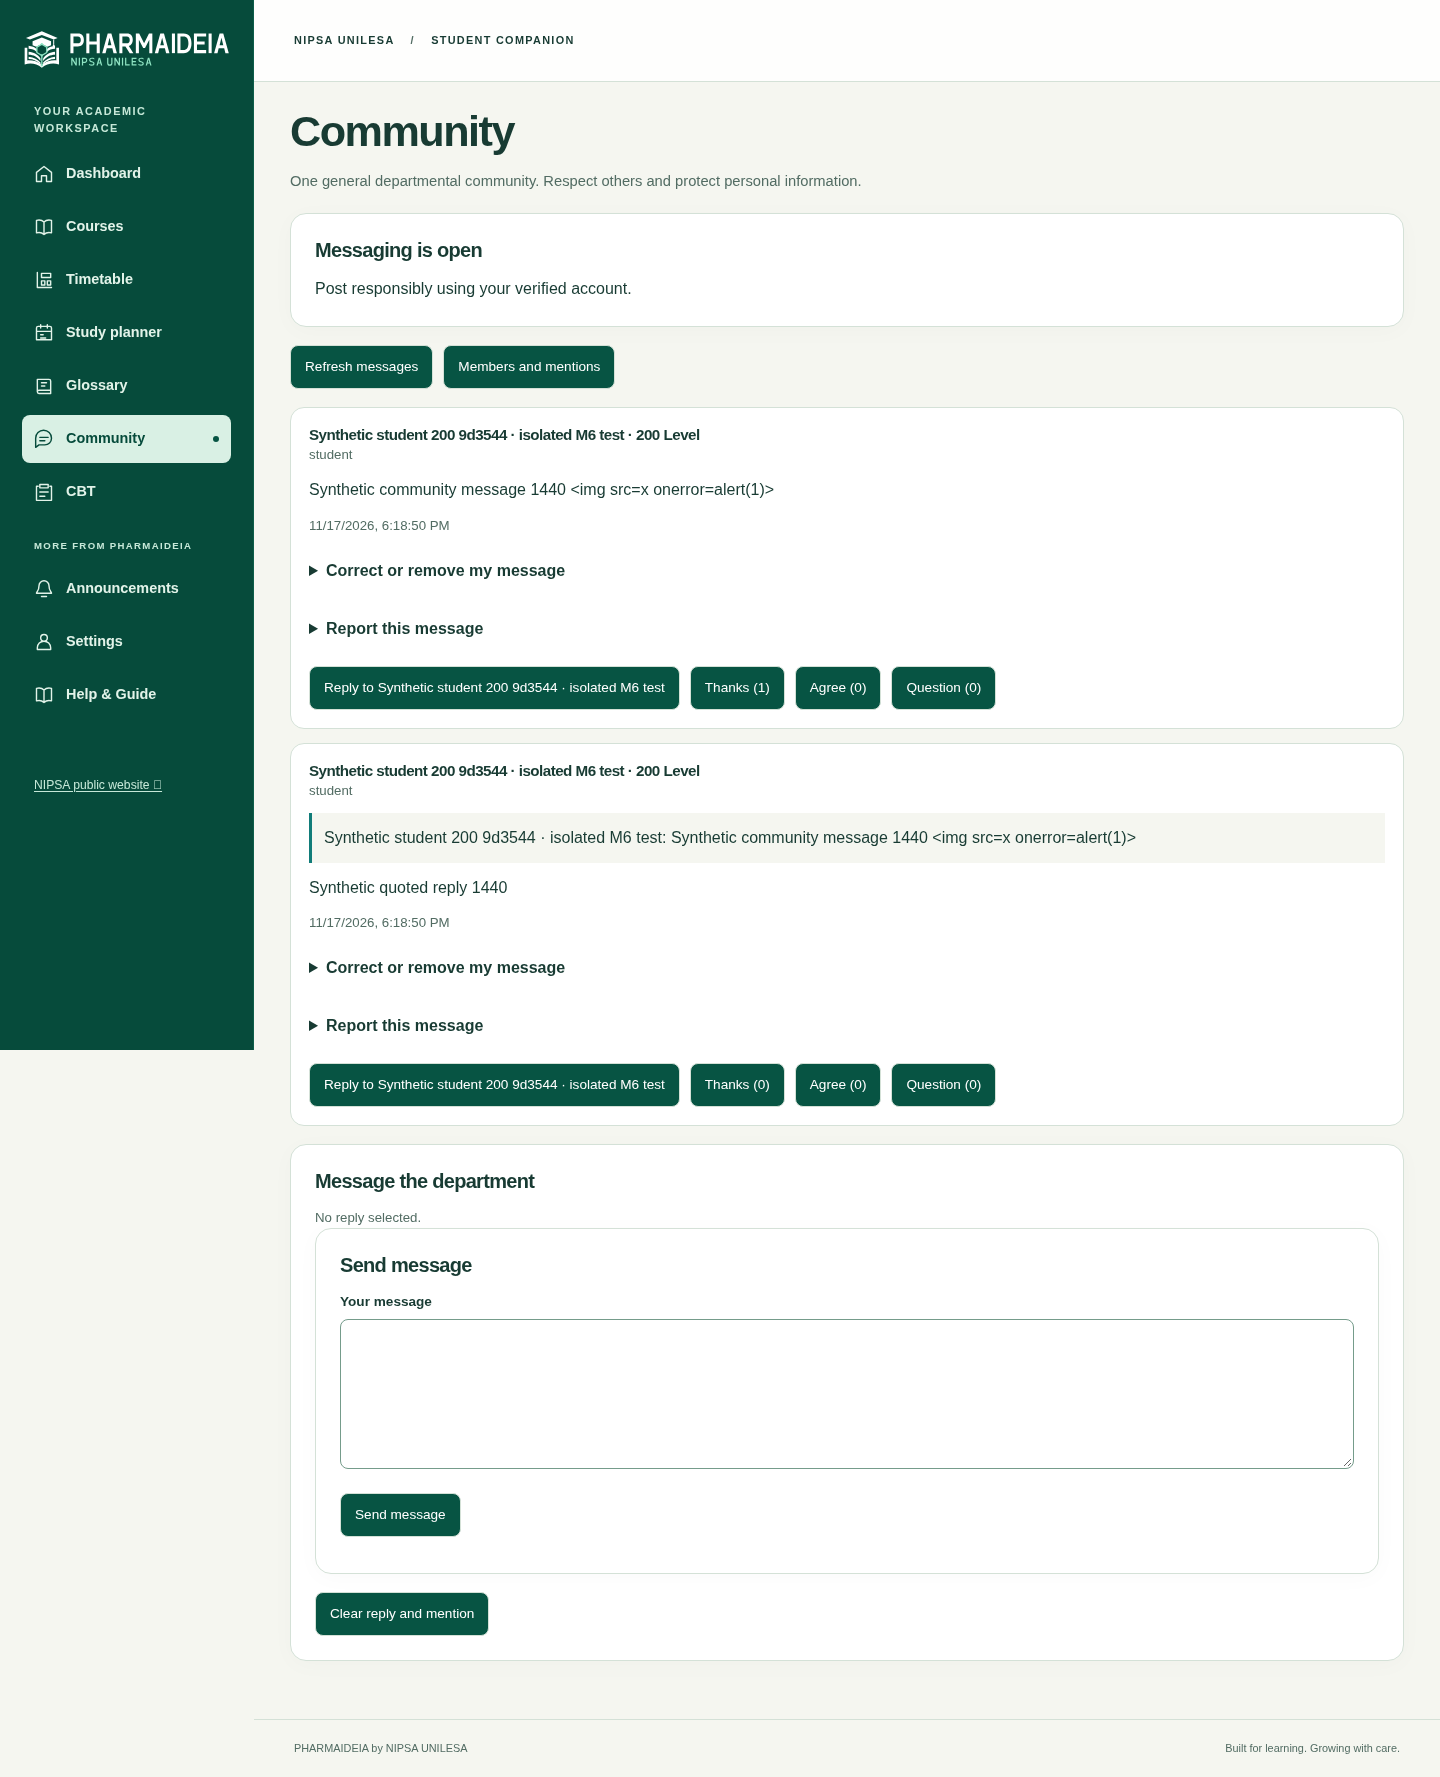 PHARMAIDEIA
NIPSA UNILESA
YOUR ACADEMIC
WORKSPACE
Dashboard
Courses
Timetable
Study planner
Glossary
Community
CBT
MORE FROM PHARMAIDEIA
Announcements
Settings
Help & Guide
NIPSA public website
NIPSA UNILESA / STUDENT COMPANION
Community
One general departmental community. Respect others and protect personal information.
Messaging is open
Post responsibly using your verified account.
Refresh messages
Members and mentions
Synthetic student 200 9d3544 · isolated M6 test · 200 Level
student
Synthetic community message 1440 <img src=x onerror=alert(1)>
11/17/2026, 6:18:50 PM
Correct or remove my message
Report this message
Reply to Synthetic student 200 9d3544 · isolated M6 test
Thanks (1)
Agree (0)
Question (0)
Synthetic student 200 9d3544 · isolated M6 test · 200 Level
student
Synthetic student 200 9d3544 · isolated M6 test: Synthetic community message 1440 <img src=x onerror=alert(1)>
Synthetic quoted reply 1440
11/17/2026, 6:18:50 PM
Correct or remove my message
Report this message
Reply to Synthetic student 200 9d3544 · isolated M6 test
Thanks (0)
Agree (0)
Question (0)
Message the department
No reply selected.
Send message
Your message
Send message
Clear reply and mention
PHARMAIDEIA by NIPSA UNILESA
Built for learning. Growing with care.